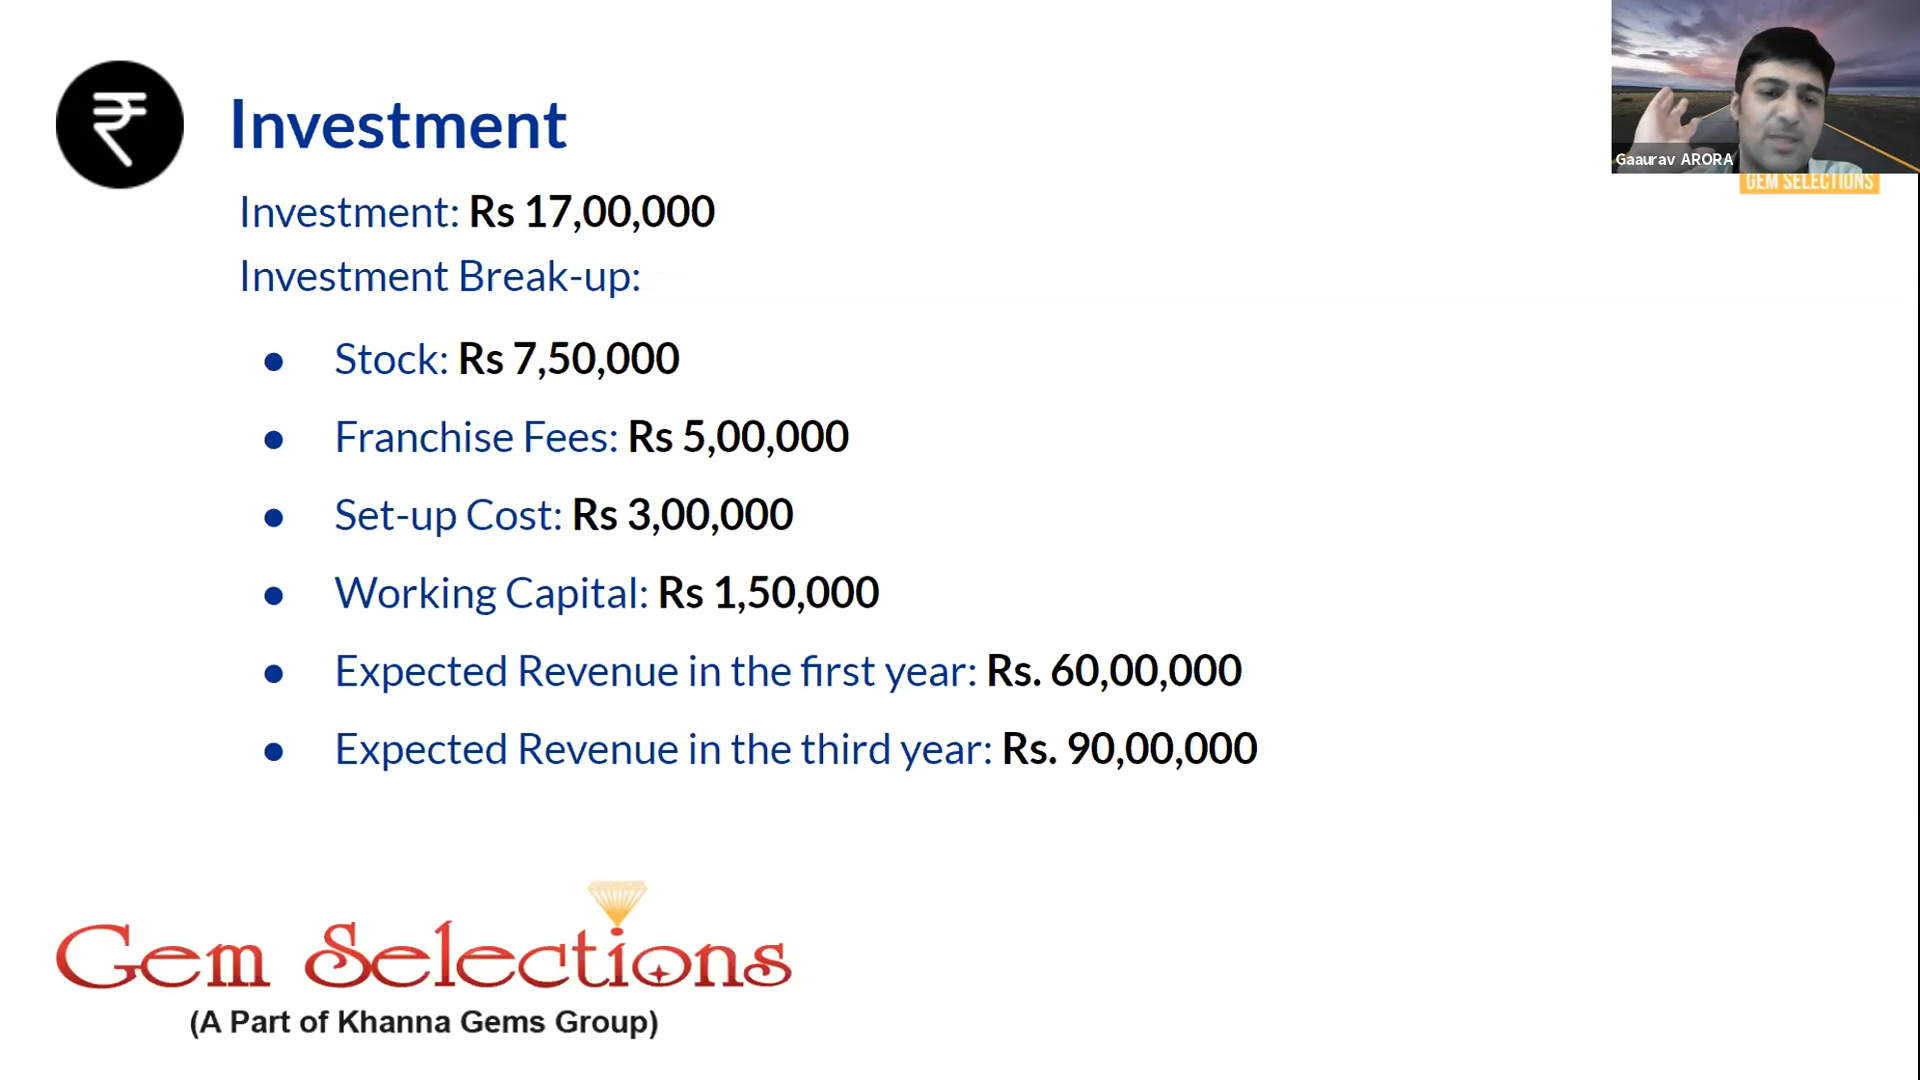 ₹
Investment
Gaaurav ARORA
GEM SELECTIONS
Investment: Rs 17,00,000
Investment Break-up:
● Stock: Rs 7,50,000
● Franchise Fees: Rs 5,00,000
● Set-up Cost: Rs 3,00,000
● Working Capital: Rs 1,50,000
● Expected Revenue in the first year: Rs. 60,00,000
● Expected Revenue in the third year: Rs. 90,00,000
Gem Selections
(A Part of Khanna Gems Group)